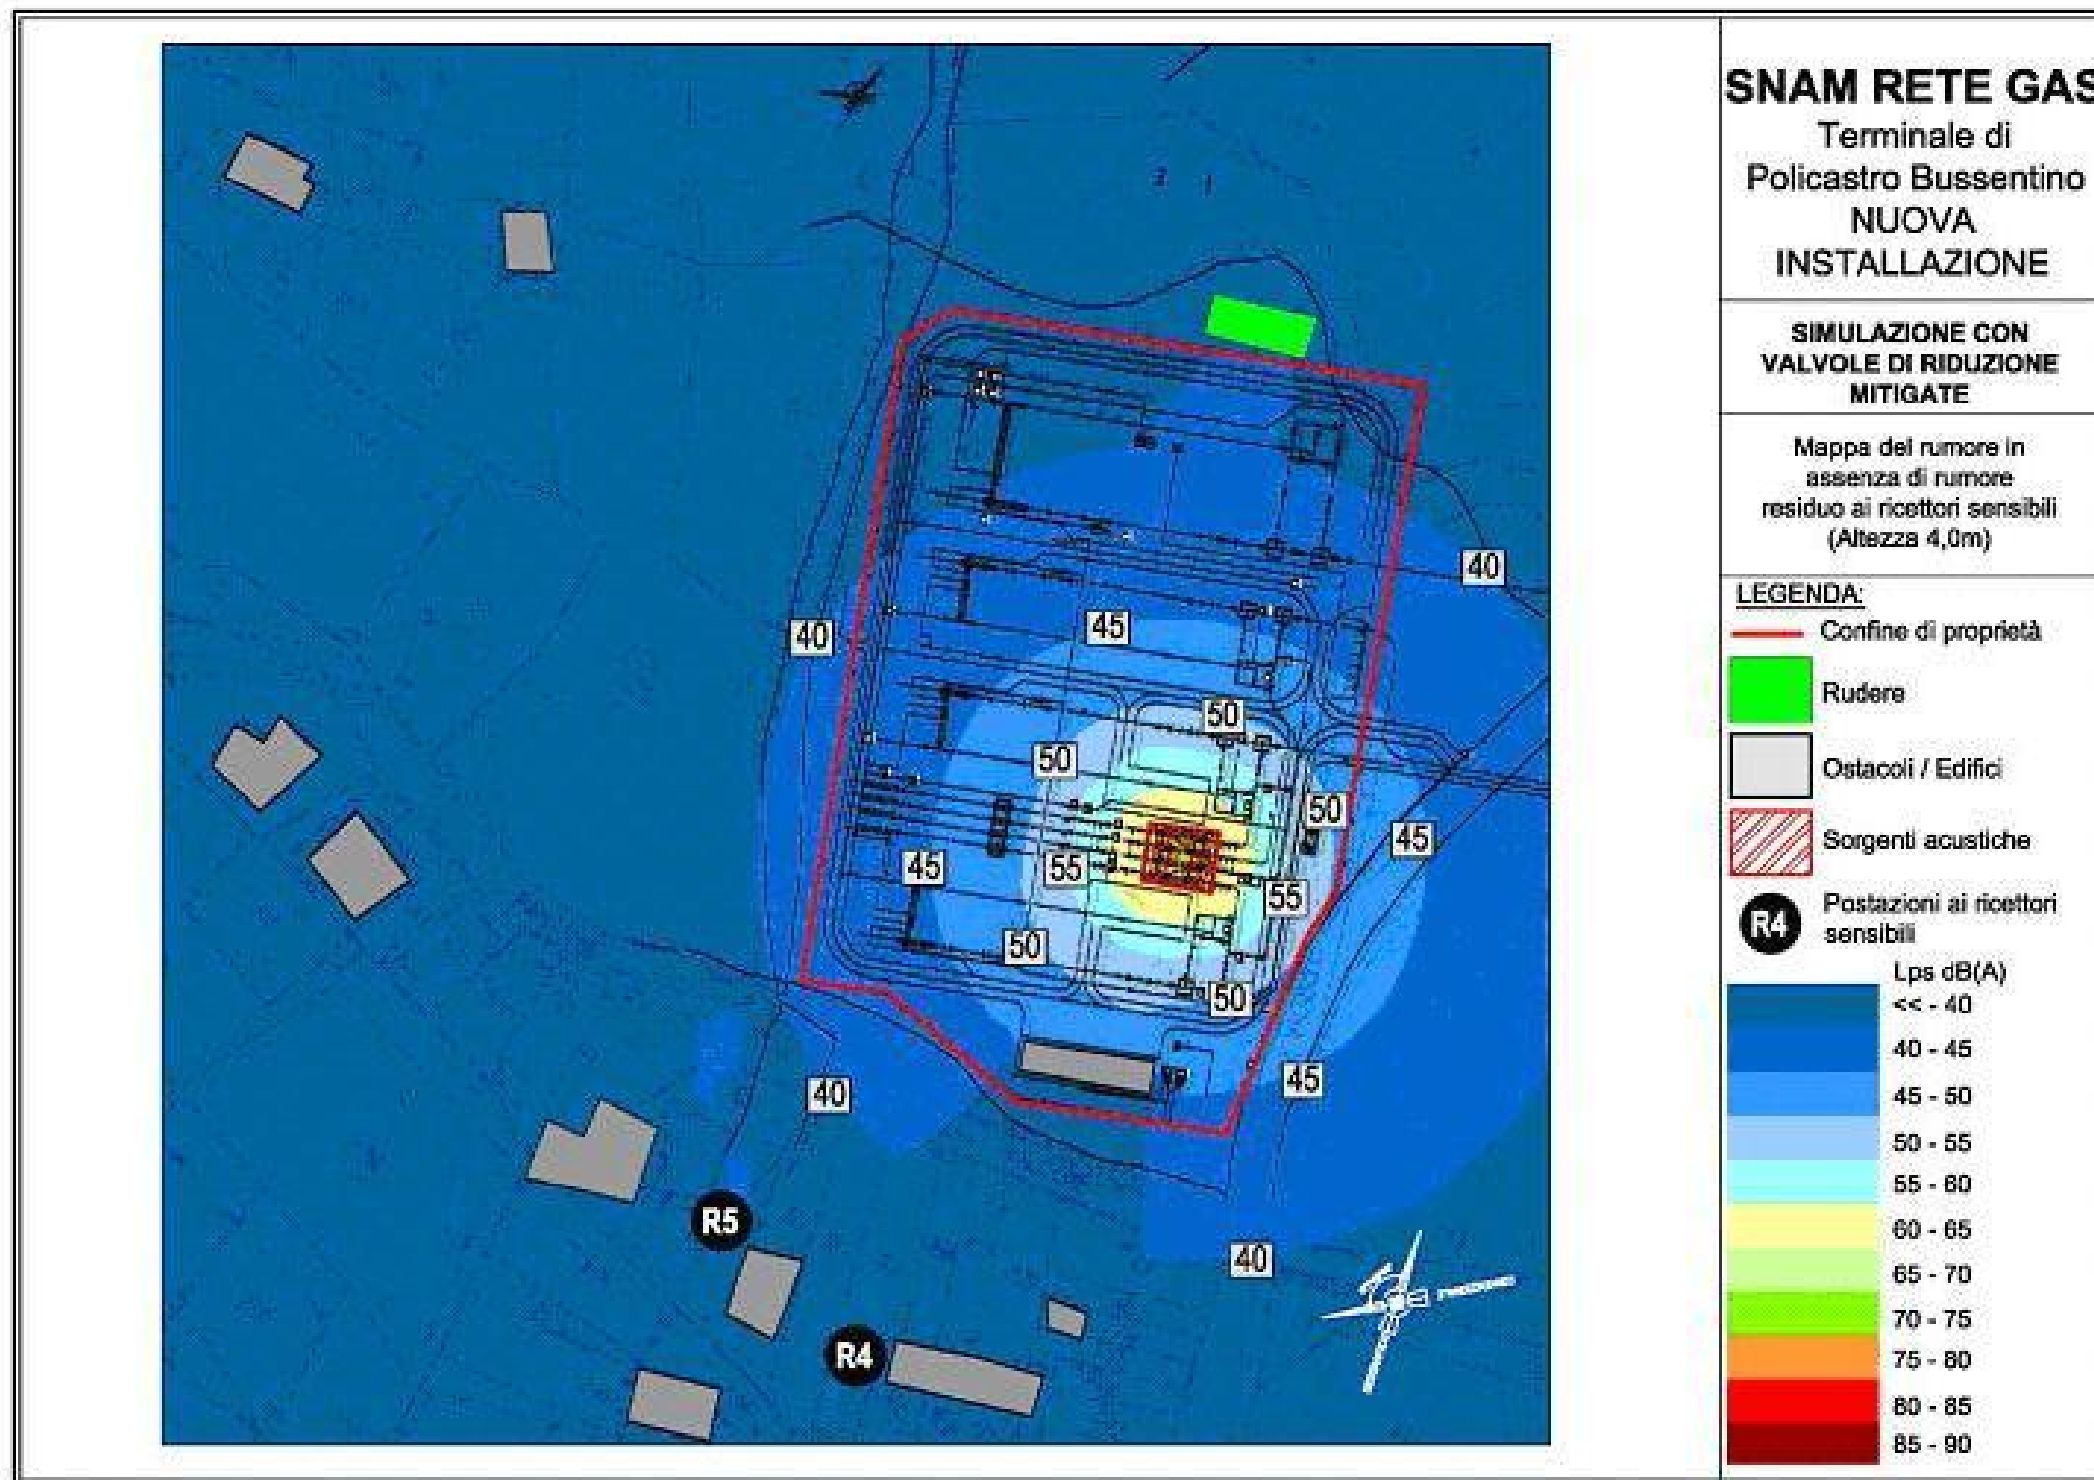 SNAM RETE GAS
Terminale di
Policastro Bussentino
NUOVA
INSTALLAZIONE
SIMULAZIONE CON
VALVOLE DI RIDUZIONE
MITIGATE
Mappa del rumore in
assenza di rumore
residuo ai ricettori sensibili
(Altezza 4,0m)
LEGENDA:
Confine di proprietà
Rudere
Ostacoli / Edifici
Sorgenti acustiche
R4
Postazioni ai ricettori
sensibili
Lps dB(A)
<< - 40
40 - 45
45 - 50
50 - 55
55 - 60
60 - 65
65 - 70
70 - 75
75 - 80
80 - 85
85 - 90
40
40
45
50
50
50
45
45
55
55
50
50
45
40
R5
40
R4